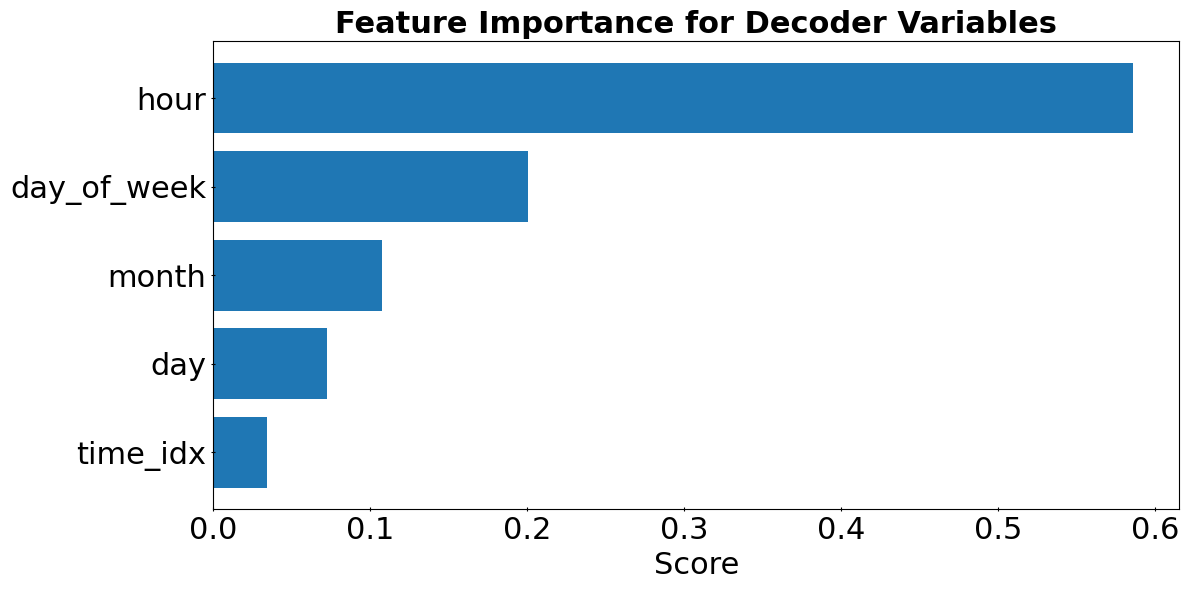 Feature Importance for Decoder Variables
hour
day_of_week
month
day
time_idx
0.0 0.1 0.2 0.3 0.4 0.5 0.6
Score